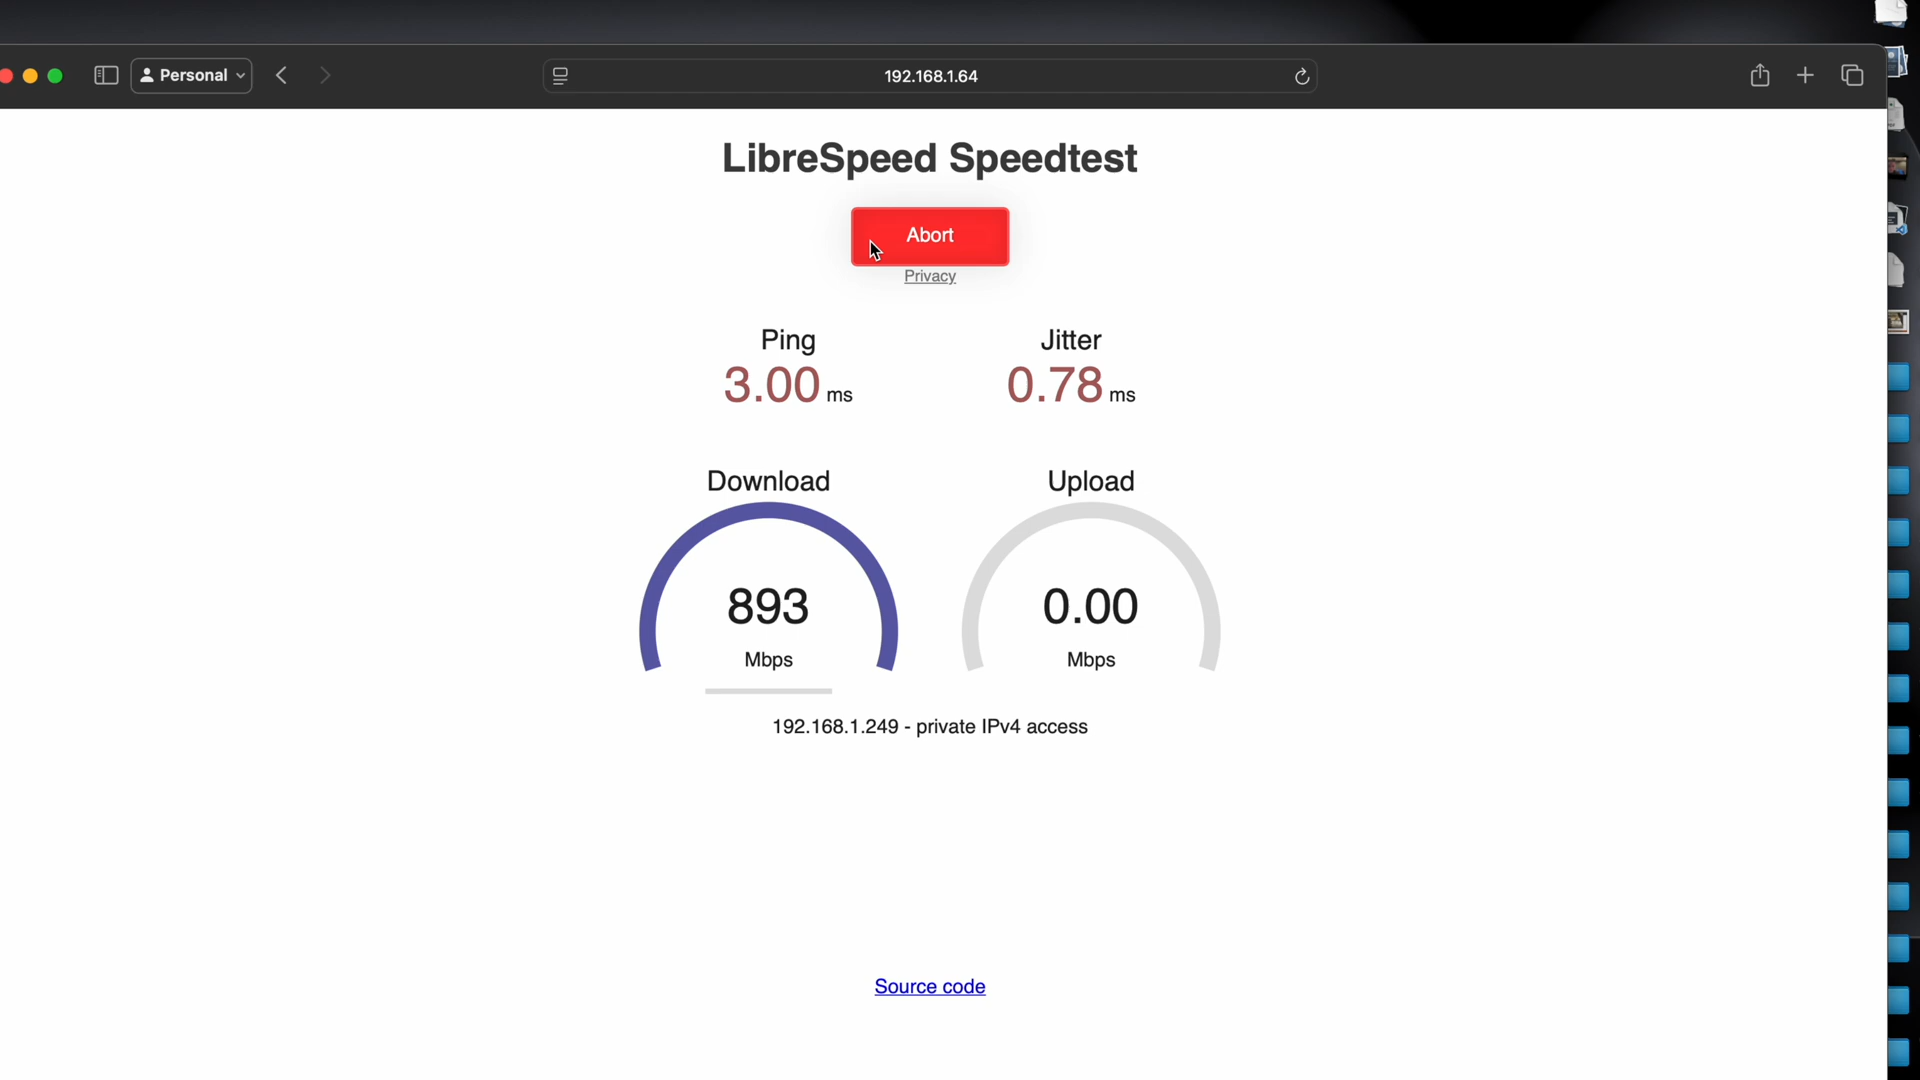 Personal
192.168.1.64
LibreSpeed Speedtest
Abort
Privacy
Ping
Jitter
3.00 ms
0.78 ms
Download
Upload
893
0.00
Mbps
Mbps
192.168.1.249 - private IPv4 access
Source code